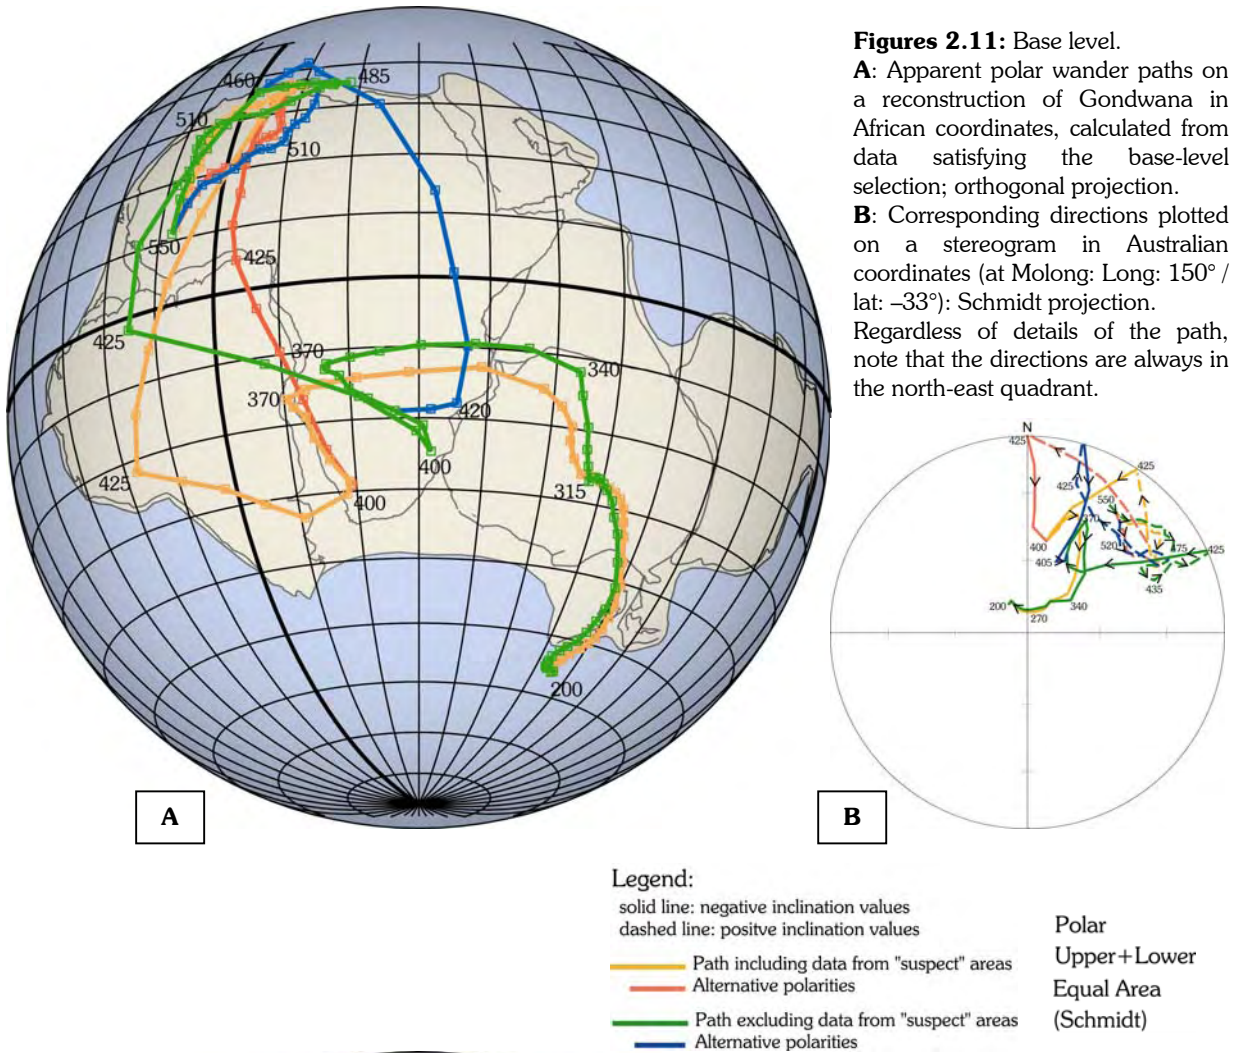 Figures 2.11: Base level.
A: Apparent polar wander paths on
a reconstruction of Gondwana in
African coordinates, calculated from
data satisfying the base-level
selection; orthogonal projection.
B: Corresponding directions plotted
on a stereogram in Australian
coordinates (at Molong: Long: 150° /
lat: –33°): Schmidt projection.
Regardless of details of the path,
note that the directions are always in
the north-east quadrant.
460
485
510
510
550
425
425
370
340
370
420
400
425
400
315
200
A
N
425
425
425
550
520
475
425
400
405
435
200
340
270
B
Legend:
solid line: negative inclination values
dashed line: positve inclination values
Path including data from "suspect" areas
Alternative polarities
Path excluding data from "suspect" areas
Alternative polarities
Polar
Upper+Lower
Equal Area
(Schmidt)